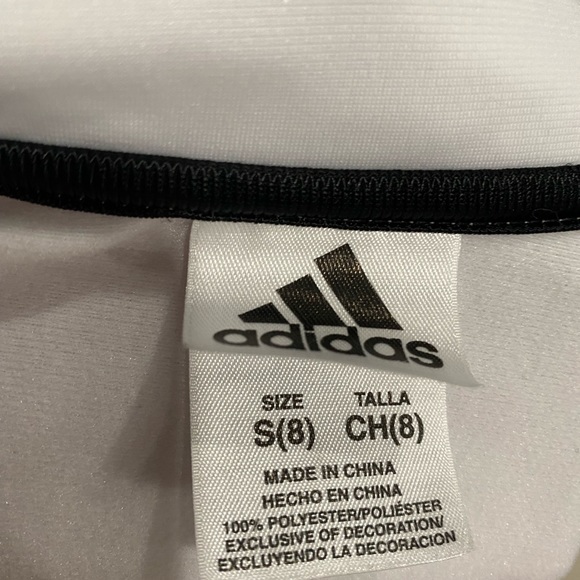 adidas
SIZE TALLA
S(8) CH(8)
MADE IN CHINA
HECHO EN CHINA
100% POLYESTER/POLIÉSTER
EXCLUSIVE OF DECORATION/
EXCLUYENDO LA DECORACION